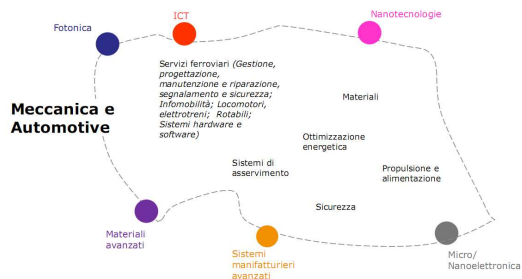 Fotonica
ICT
Nanotecnologie
Servizi ferroviari (Gestione,
progettazione,
manutenzione e riparazione,
segnalamento e sicurezza;
Infomobilità; Locomotori,
elettrotreni; Rotabili;
Sistemi hardware e
software)
Materiali
Meccanica e
Automotive
Ottimizzazione
energetica
Sistemi di
asservimento
Propulsione e
alimentazione
Sicurezza
Materiali
avanzati
Sistemi
manifatturieri
avanzati
Micro/
Nanoelettronica